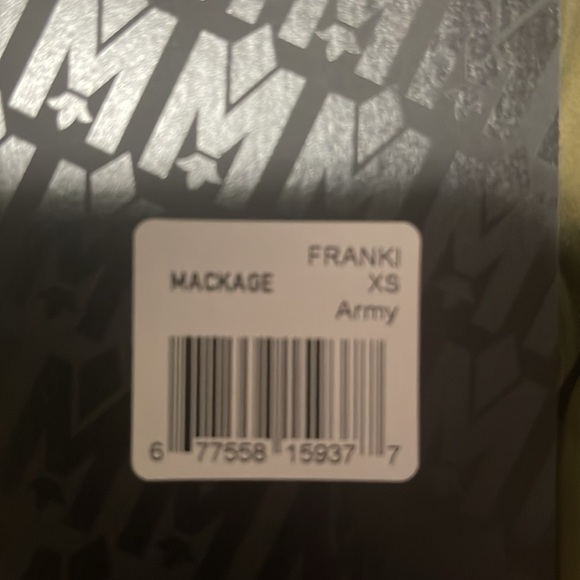 FRANKI
MACKAGE XS
Army
6 77558 15937 7